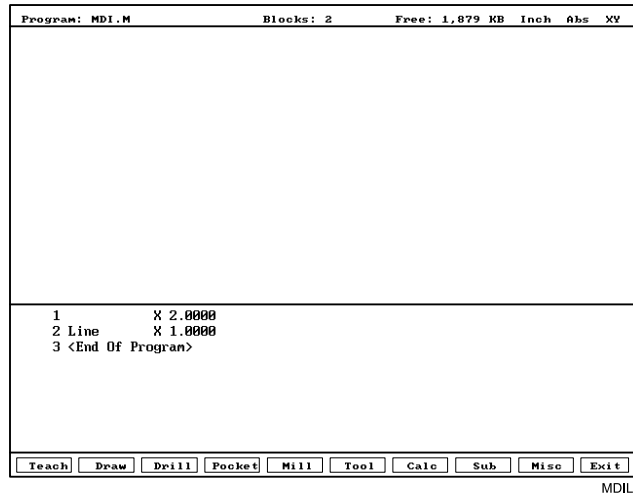 Program: MDI.M Blocks: 2 Free: 1,879 KB Inch Abs XY
1 X 2.0000
2 Line X 1.0000
3 <End Of Program>
Teach Draw Drill Pocket Mill Tool Calc Sub Misc Exit
MDIL